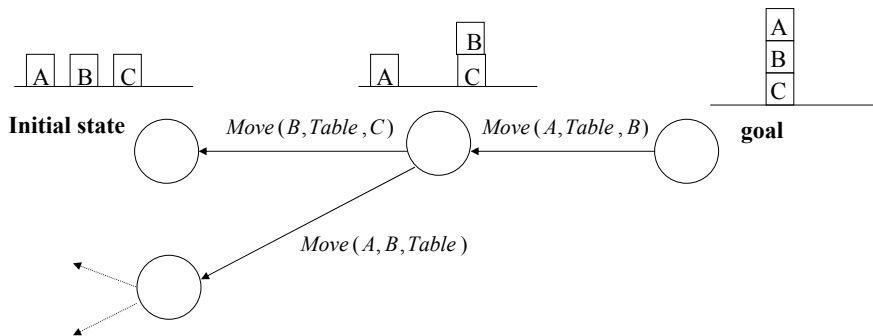 A B C
A
B
C
A
B
C
Initial state
Move(B,Table,C)
Move(A,Table,B)
goal
Move(A,B,Table)